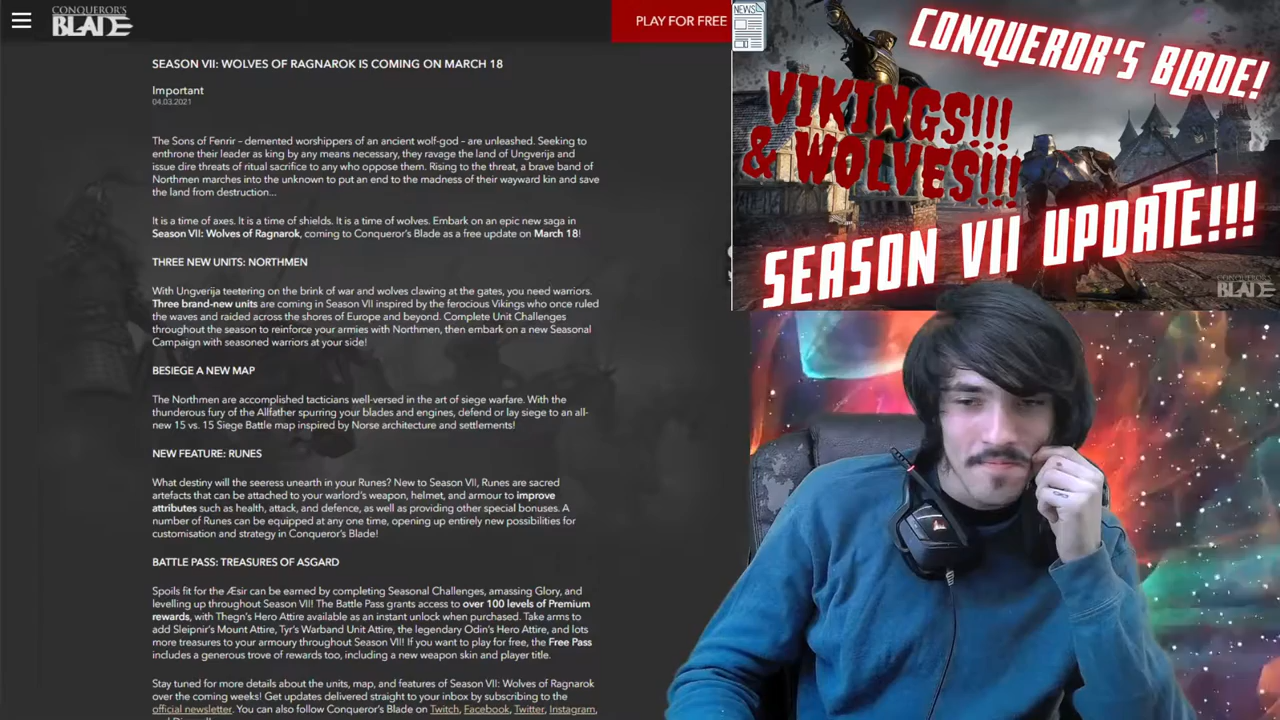 CONQUEROR'S
BLADE
PLAY FOR FREE
SEASON VII: WOLVES OF RAGNAROK IS COMING ON MARCH 18
Important
04.03.2021
The Sons of Fenrir – demented worshippers of an ancient wolf-god – are unleashed. Seeking to
enthrone their leader as king by any means necessary, they ravage the land of Ungverija and
issue dire threats of ritual sacrifice to any who oppose them. Rising to the threat, a brave band of
Northmen marches into the unknown to put an end to the madness of their wayward kin and save
the land from destruction...
It is a time of axes. It is a time of shields. It is a time of wolves. Embark on an epic new saga in
Season VII: Wolves of Ragnarok, coming to Conqueror's Blade as a free update on March 18!
THREE NEW UNITS: NORTHMEN
With Ungverija teetering on the brink of war and wolves clawing at the gates, you need warriors.
Three brand-new units are coming in Season VII inspired by the ferocious Vikings who once ruled
the waves and raided across the shores of Europe and beyond. Complete Unit Challenges
throughout the season to reinforce your armies with Northmen, then embark on a new Seasonal
Campaign with seasoned warriors at your side!
BESIEGE A NEW MAP
The Northmen are accomplished tacticians well-versed in the art of siege warfare. With the
thunderous fury of the Allfather spurring your blades and engines, defend or lay siege to an all-
new 15 vs. 15 Siege Battle map inspired by Norse architecture and settlements!
NEW FEATURE: RUNES
What destiny will the seeress unearth in your Runes? New to Season VII, Runes are sacred
artefacts that can be attached to your warlord's weapon, helmet, and armour to improve
attributes such as health, attack, and defence, as well as providing other special bonuses. A
number of Runes can be equipped at any one time, opening up entirely new possibilities for
customisation and strategy in Conqueror's Blade!
BATTLE PASS: TREASURES OF ASGARD
Spoils fit for the Æsir can be earned by completing Seasonal Challenges, amassing Glory, and
levelling up throughout Season VII! The Battle Pass grants access to over 100 levels of Premium
rewards, with Thegn's Hero Attire available as an instant unlock when purchased. Take arms to
add Sleipnir's Mount Attire, Tyr's Warband Unit Attire, the legendary Odin's Hero Attire, and lots
more treasures to your armoury throughout Season VII! If you want to play for free, the Free Pass
includes a generous trove of rewards too, including a new weapon skin and player title.
Stay tuned for more details about the units, map, and features of Season VII: Wolves of Ragnarok
over the coming weeks! Get updates delivered straight to your inbox by subscribing to the
official newsletter. You can also follow Conqueror's Blade on Twitch, Facebook, Twitter, Instagram,
NEWS
CONQUEROR'S BLADE!
VIKINGS!!!
& WOLVES!!!
SEASON VII UPDATE!!!
CONQUEROR'S
BLADE